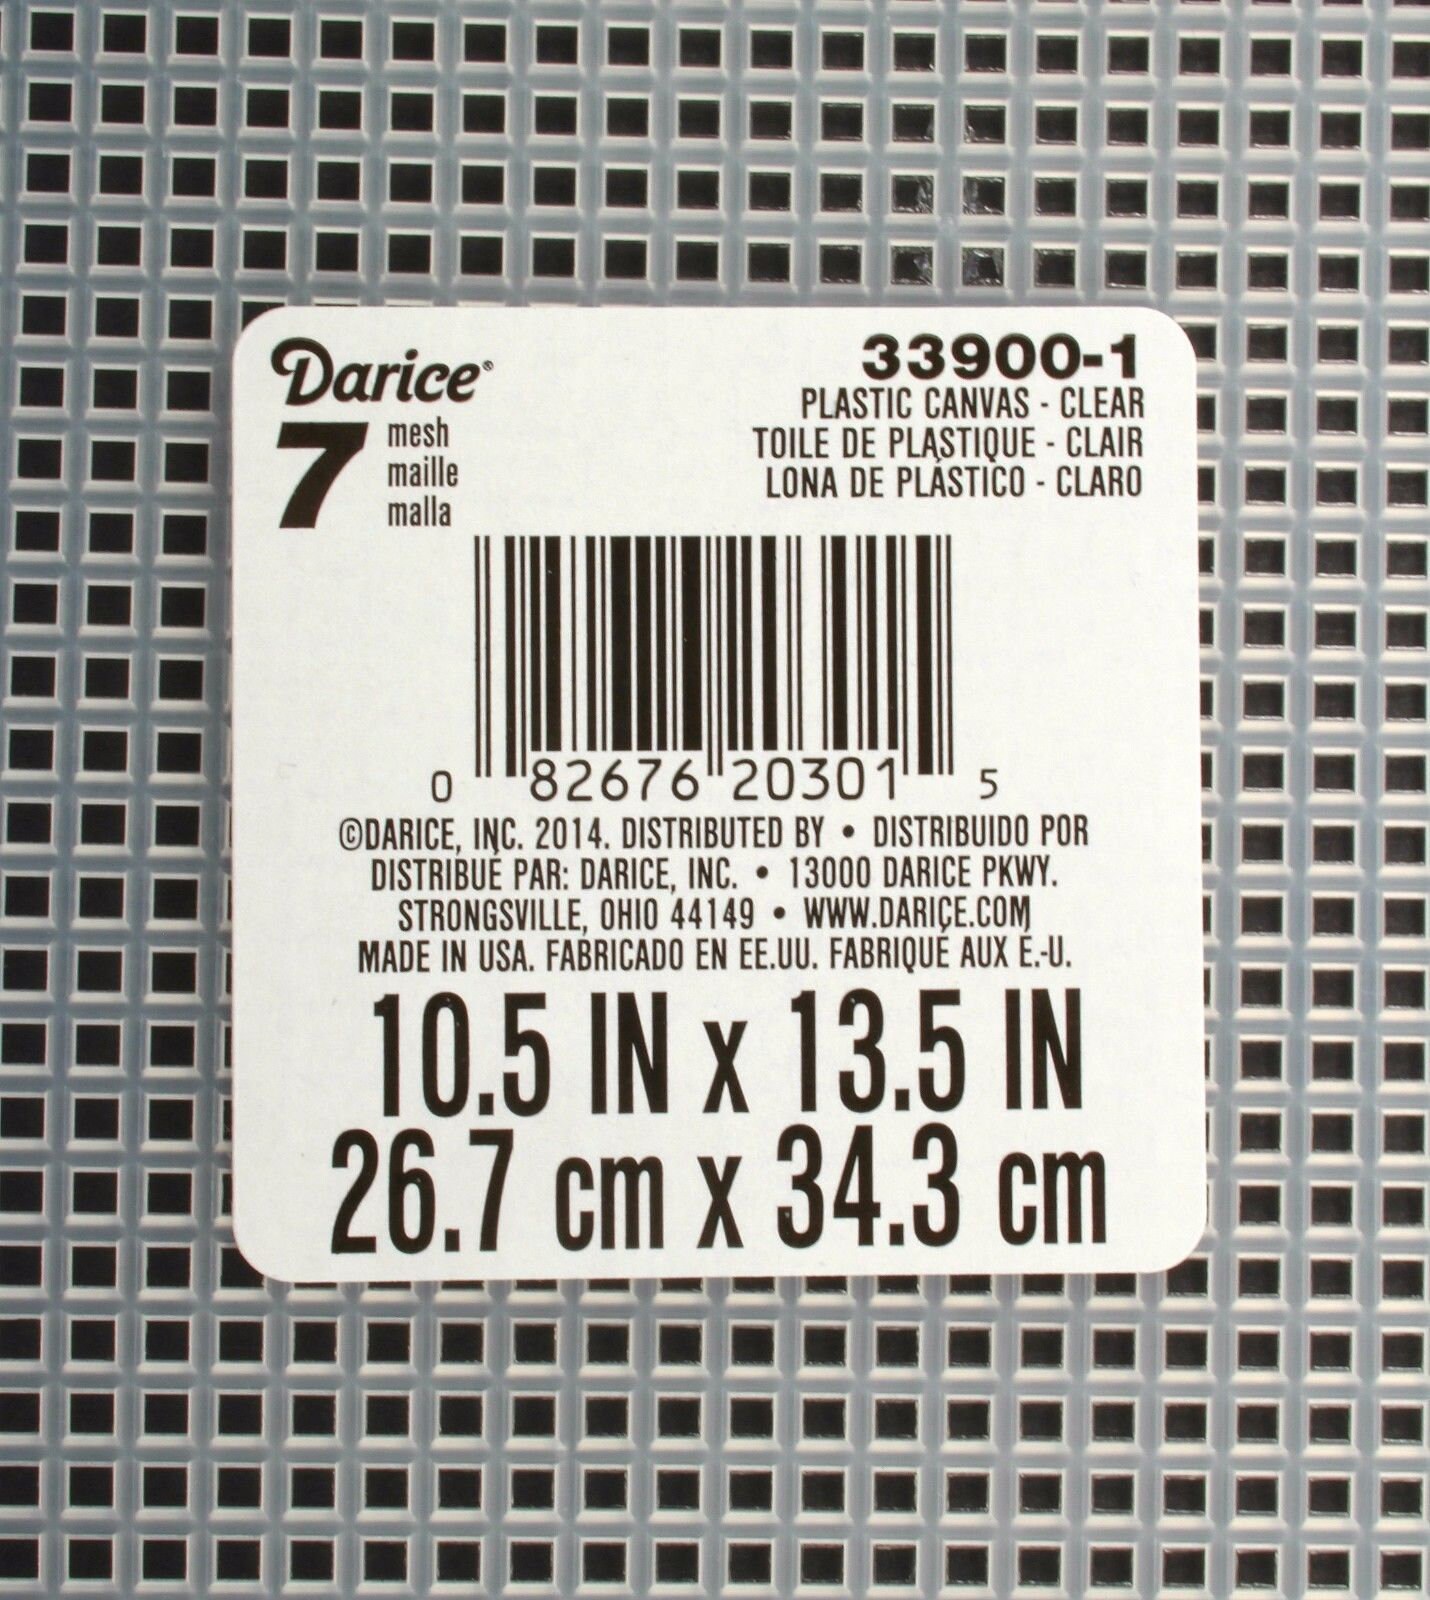 Darice®
7 mesh
maille
malla
33900-1
PLASTIC CANVAS - CLEAR
TOILE DE PLASTIQUE - CLAIR
LONA DE PLÁSTICO - CLARO
0 82676 20301 5
©DARICE, INC. 2014. DISTRIBUTED BY • DISTRIBUIDO POR
DISTRIBUÉ PAR: DARICE, INC. • 13000 DARICE PKWY.
STRONGSVILLE, OHIO 44149 • WWW.DARICE.COM
MADE IN USA. FABRICADO EN EE.UU. FABRIQUÉ AUX É.-U.
10.5 IN x 13.5 IN
26.7 cm x 34.3 cm